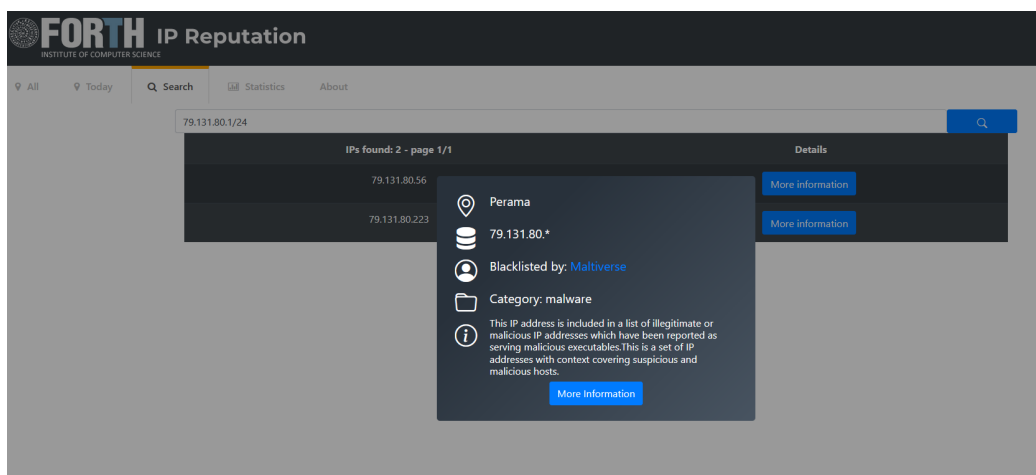 FORTH IP Reputation
INSTITUTE OF COMPUTER SCIENCE
All Today Search Statistics About
79.131.80.1/24
IPs found: 2 - page 1/1 Details
79.131.80.56 More information
79.131.80.223 More information
Perama
79.131.80.*
Blacklisted by: Maltiverse
Category: malware
This IP address is included in a list of illegitimate or
malicious IP addresses which have been reported as
serving malicious executables.This is a set of IP
addresses with context covering suspicious and
malicious hosts.
More Information